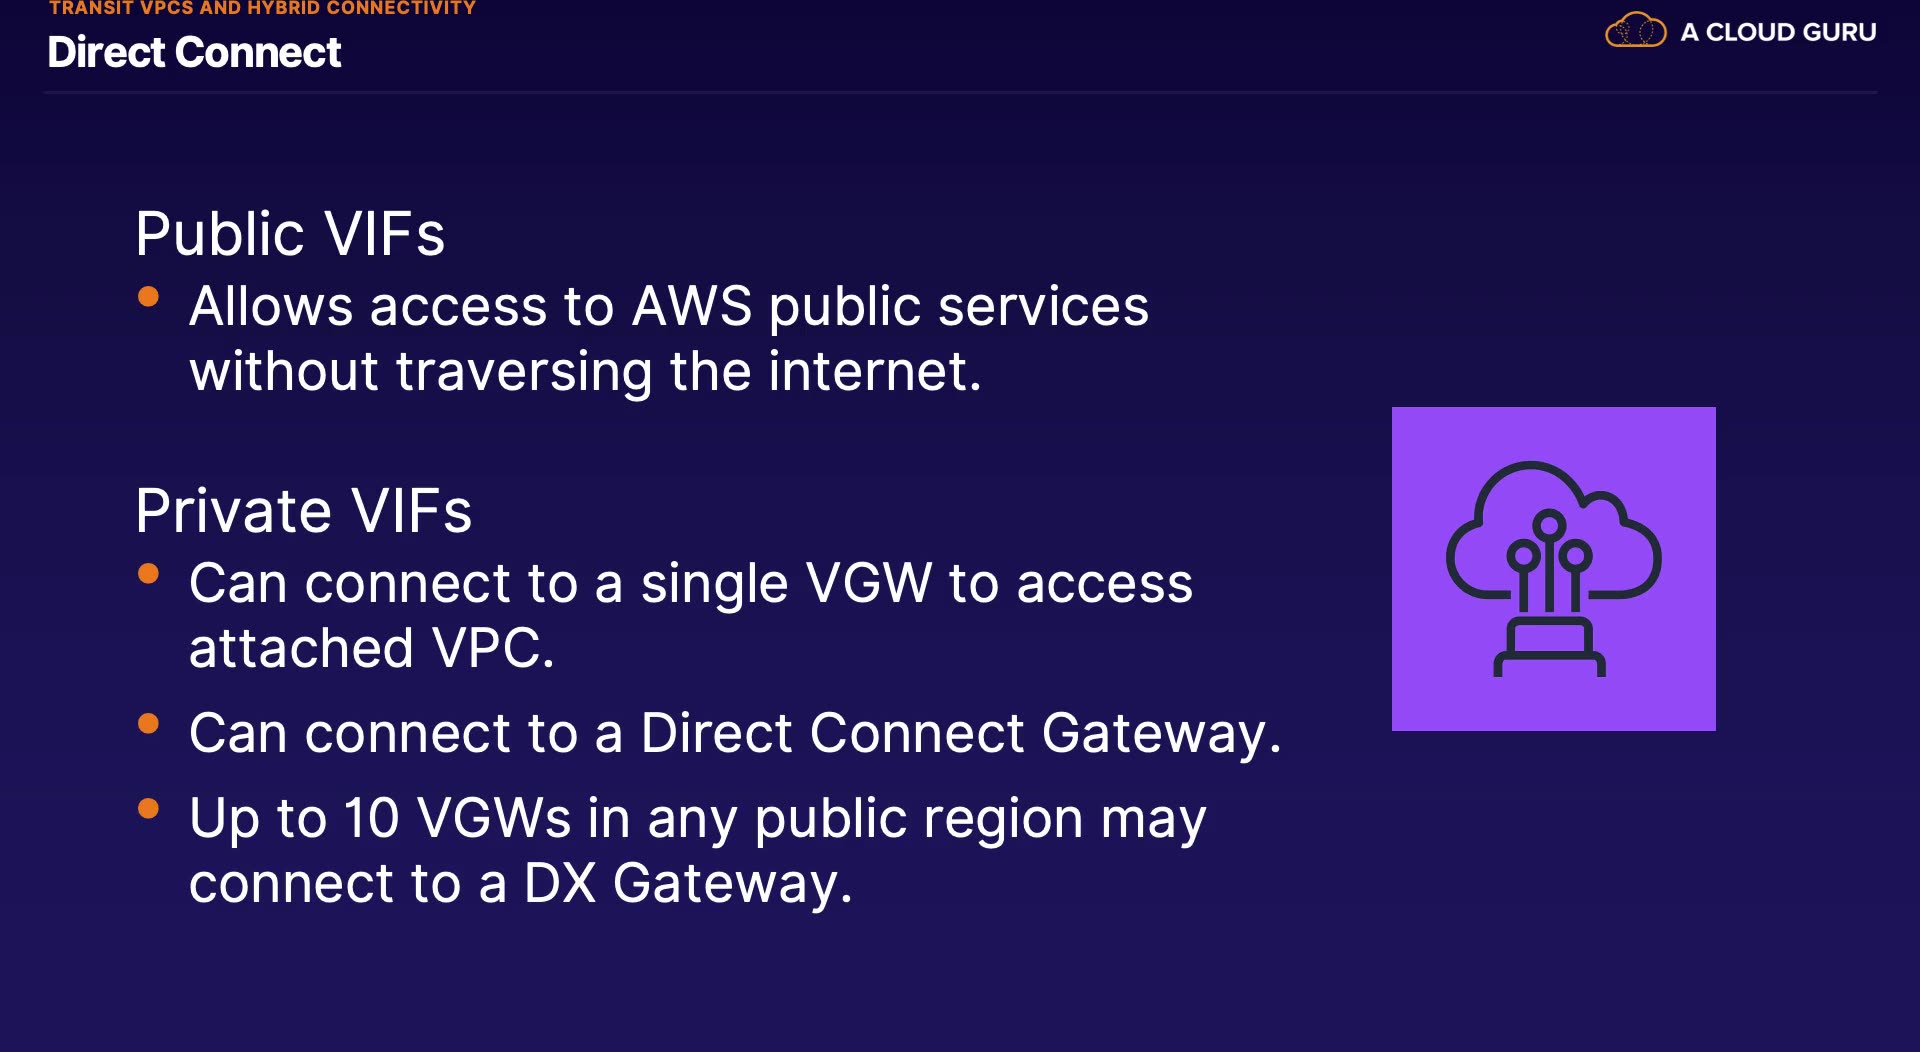 TRANSIT VPCS AND HYBRID CONNECTIVITY
Direct Connect
A CLOUD GURU
Public VIFs
Allows access to AWS public services
without traversing the internet.
Private VIFs
Can connect to a single VGW to access
attached VPC.
Can connect to a Direct Connect Gateway.
Up to 10 VGWs in any public region may
connect to a DX Gateway.